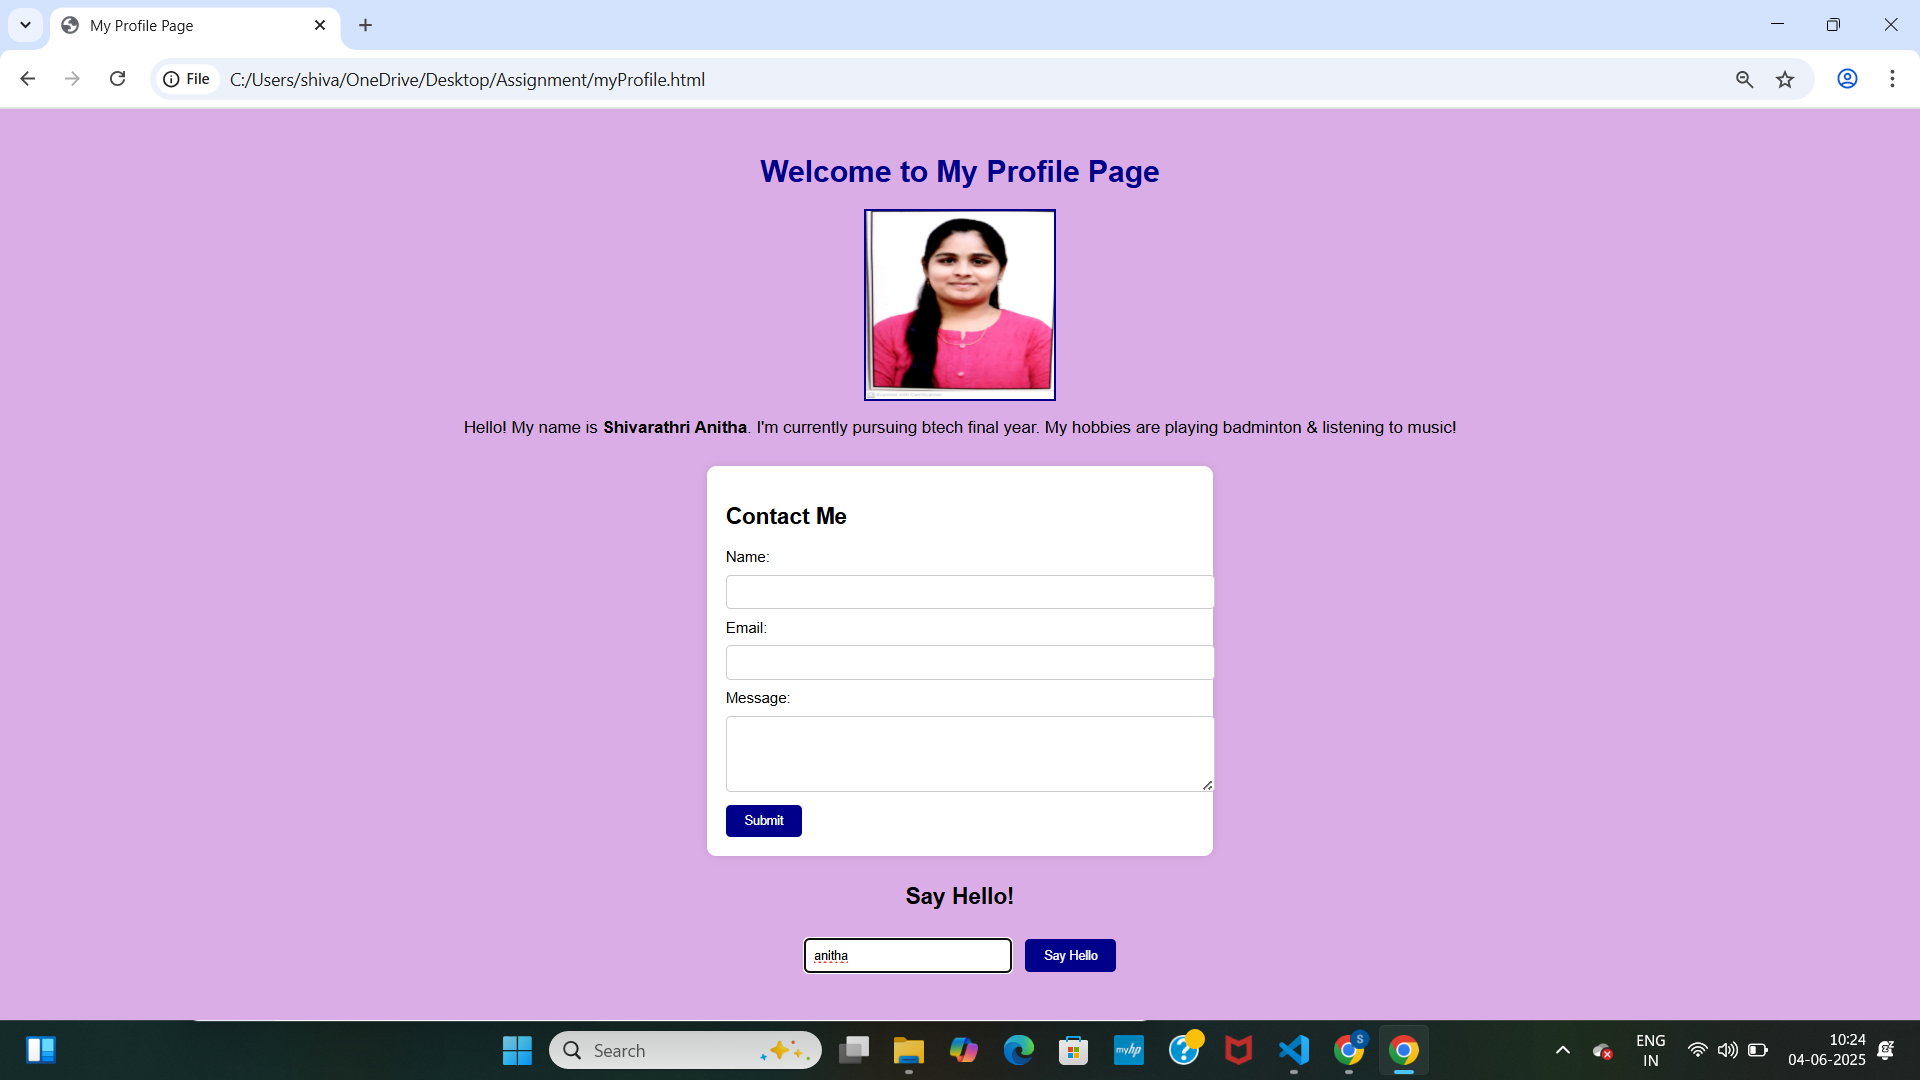 My Profile Page
File
C:/Users/shiva/OneDrive/Desktop/Assignment/myProfile.html
Welcome to My Profile Page
Hello! My name is Shivarathri Anitha. I'm currently pursuing btech final year. My hobbies are playing badminton & listening to music!
Contact Me
Name:
Email:
Message:
Submit
Say Hello!
anitha
Say Hello
Search
myhp
S
ENG
IN
10:24
04-06-2025